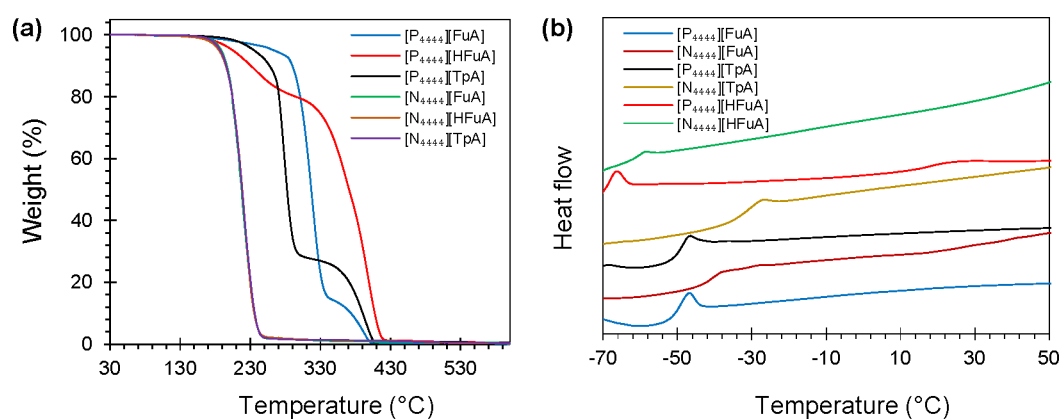 (a)
100
80
60
40
20
0
Weight (%)
[P₄₄₄₄][FuA]
[P₄₄₄₄][HFuA]
[P₄₄₄₄][TpA]
[N₄₄₄₄][FuA]
[N₄₄₄₄][HFuA]
[N₄₄₄₄][TpA]
30 130 230 330 430 530
Temperature (°C)
(b)
[P₄₄₄₄][FuA]
[N₄₄₄₄][FuA]
[P₄₄₄₄][TpA]
[N₄₄₄₄][TpA]
[P₄₄₄₄][HFuA]
[N₄₄₄₄][HFuA]
Heat flow
-70 -50 -30 -10 10 30 50
Temperature (°C)